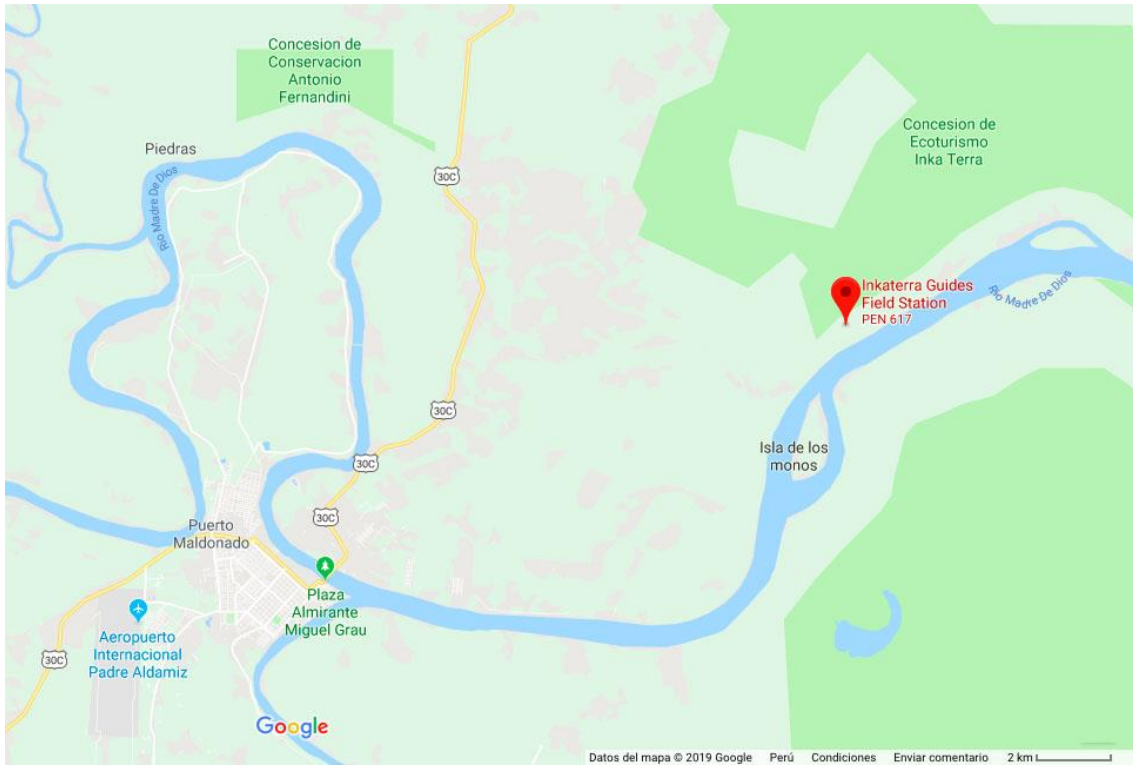 Concesion de
Conservacion
Antonio
Fernandini
Piedras
Rio Madre De Dios
30C
Concesion de
Ecoturismo
Inka Terra
Inkaterra Guides
Field Station
PEN 617
Rio Madre De Dios
30C
Isla de los
monos
30C
30C
Puerto
Maldonado
Plaza
Almirante
Miguel Grau
Aeropuerto
Internacional
Padre Aldamiz
30C
Google
Datos del mapa © 2019 Google Perú Condiciones Enviar comentario 2 km